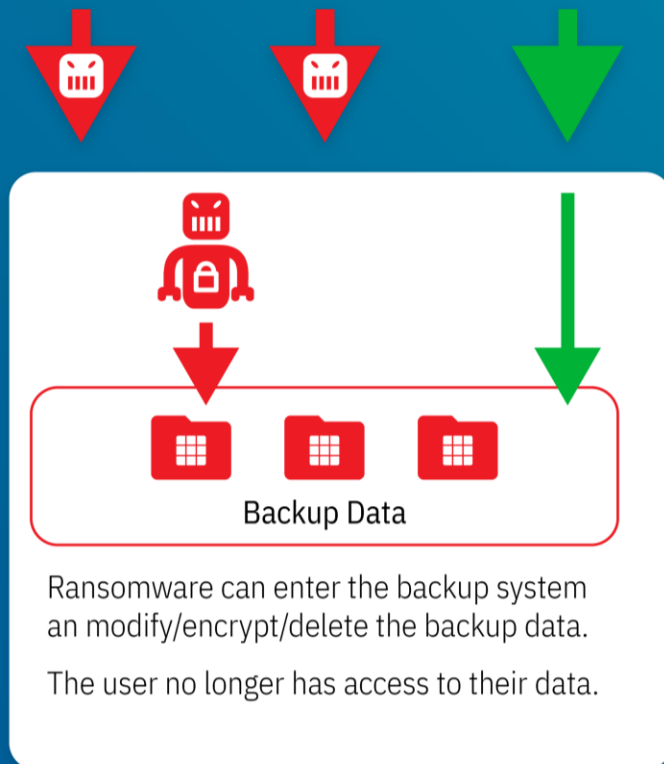 Backup Data
Ransomware can enter the backup system
an modify/encrypt/delete the backup data.
The user no longer has access to their data.